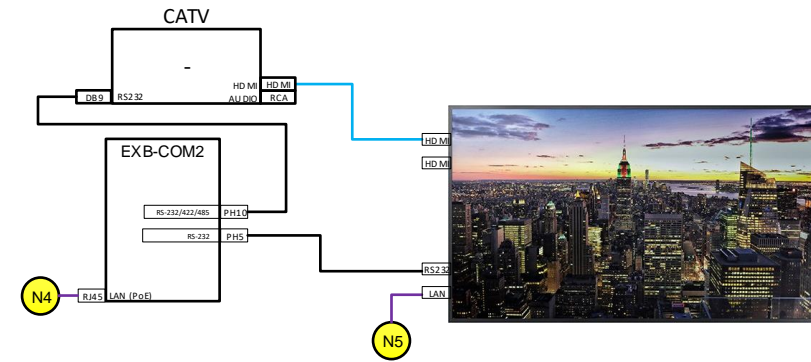 CATV
-
HDMI HDMI
DB9 RS232 AUDIO RCA
EXB-COM2
HDMI
HDMI
RS-232/422/485 PH10
RS-232 PH5
RS232
N4 RJ45 LAN (PoE) LAN
N5